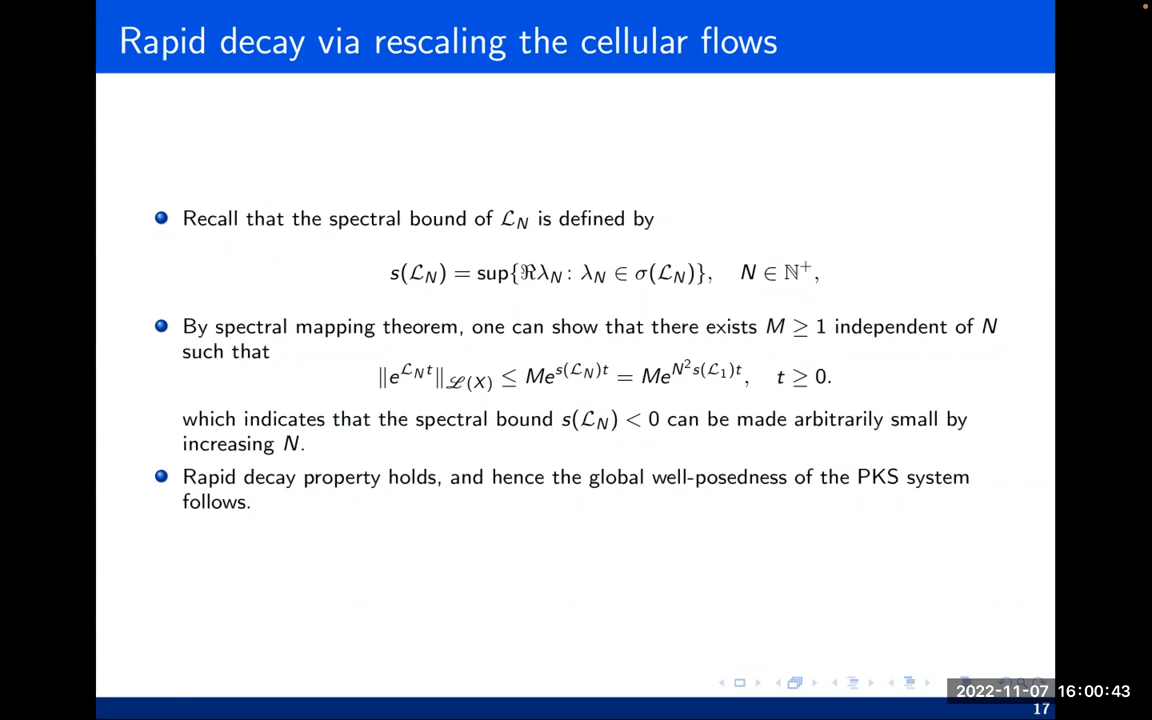 Rapid decay via rescaling the cellular flows
Recall that the spectral bound of ℒ_N is defined by
s(ℒ_N) = sup{ℜλ_N : λ_N ∈ σ(ℒ_N)}, N ∈ ℕ⁺,
By spectral mapping theorem, one can show that there exists M ≥ 1 independent of N
such that
‖e^{ℒ_N t}‖_{ℒ(X)} ≤ Me^{s(ℒ_N)t} = Me^{N²s(ℒ_1)t}, t ≥ 0.
which indicates that the spectral bound s(ℒ_N) < 0 can be made arbitrarily small by
increasing N.
Rapid decay property holds, and hence the global well-posedness of the PKS system
follows.
2022-11-07 16:00:43
17